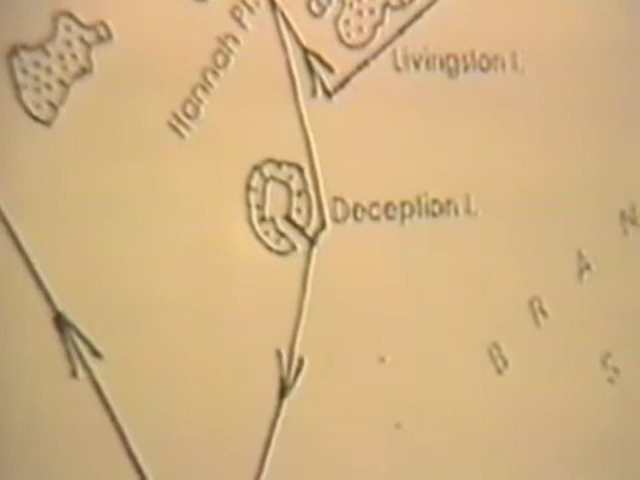 Hannah Pt.
Livingston I.
Deception I.
B R A N
S